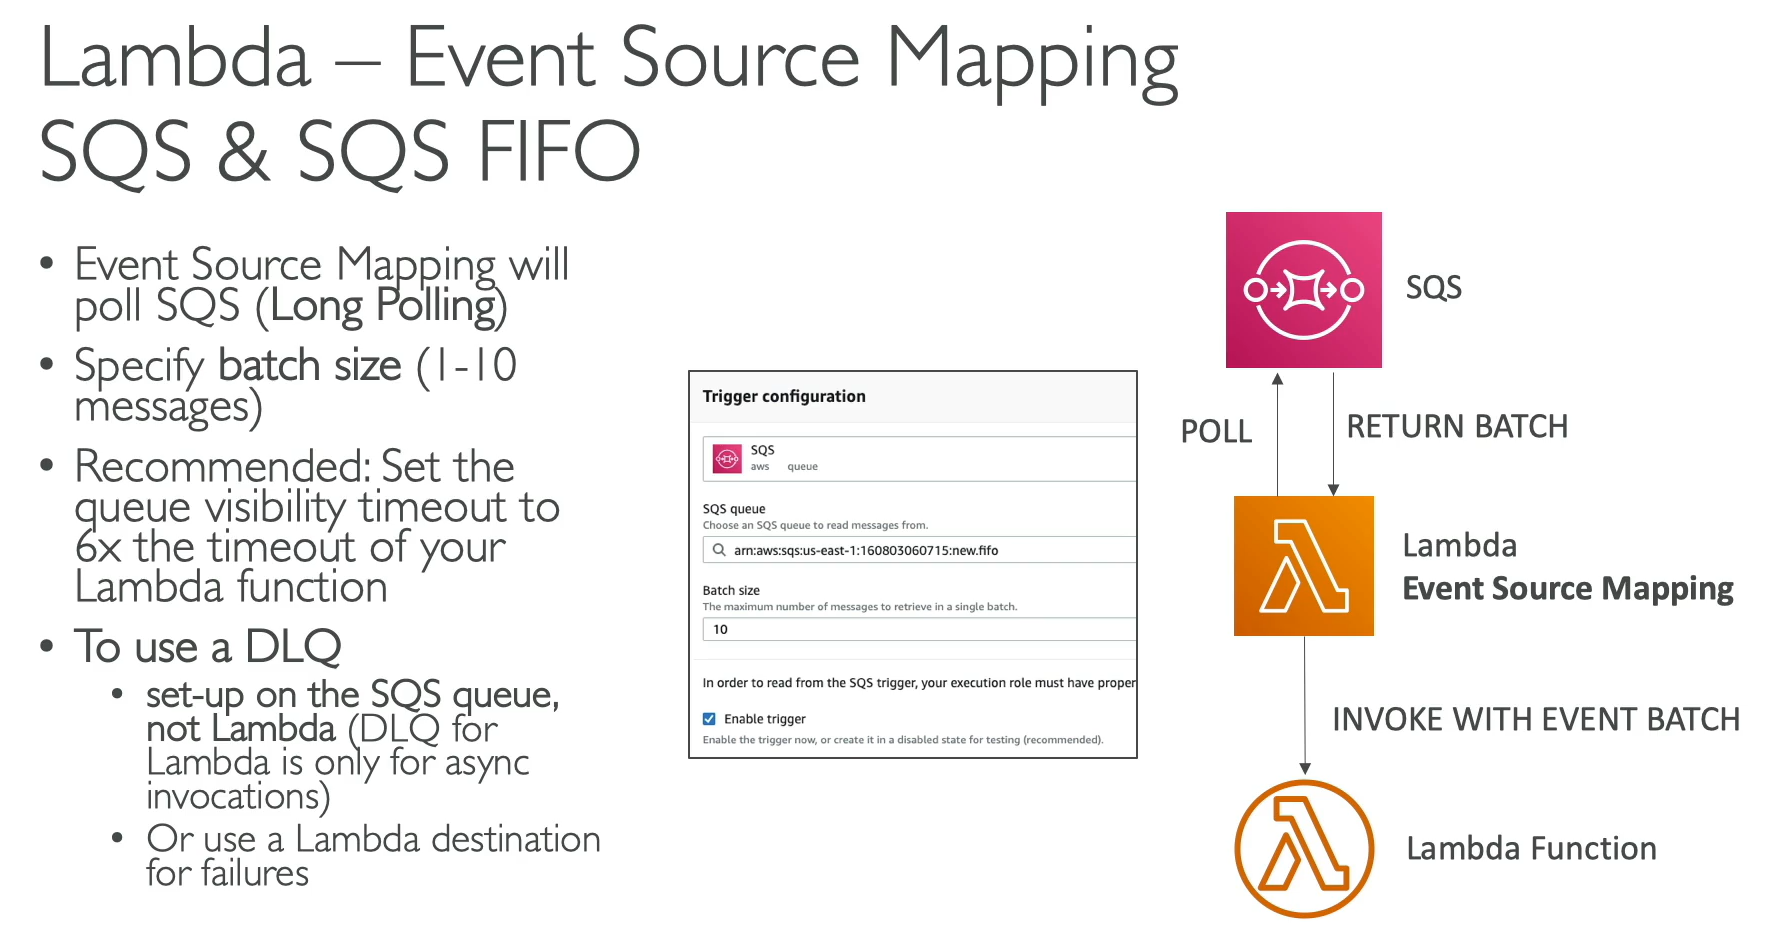 Lambda – Event Source Mapping
SQS & SQS FIFO
• Event Source Mapping will
poll SQS (Long Polling)
• Specify batch size (1-10
messages)
• Recommended: Set the
queue visibility timeout to
6x the timeout of your
Lambda function
• To use a DLQ
• set-up on the SQS queue,
not Lambda (DLQ for
Lambda is only for async
invocations)
• Or use a Lambda destination
for failures
Trigger configuration
SQS
aws queue
SQS queue
Choose an SQS queue to read messages from.
arn:aws:sqs:us-east-1:160803060715:new.fifo
Batch size
The maximum number of messages to retrieve in a single batch.
10
In order to read from the SQS trigger, your execution role must have proper
Enable trigger
Enable the trigger now, or create it in a disabled state for testing (recommended).
SQS
POLL
RETURN BATCH
Lambda
Event Source Mapping
INVOKE WITH EVENT BATCH
Lambda Function